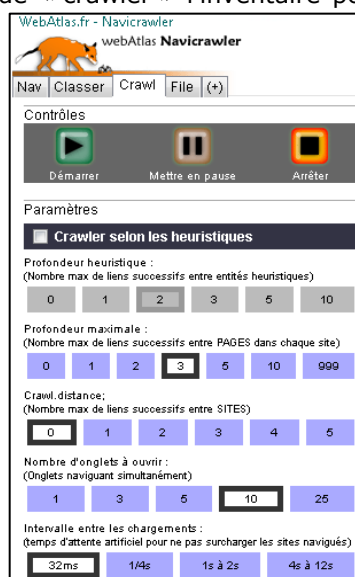 de « crawler » l'inventaire p
WebAtlas.fr - Navicrawler
webAtlas Navicrawler
Nav Classer Crawl File (+)
Contrôles
Démarrer Mettre en pause Arrêter
Paramètres
Crawler selon les heuristiques
Profondeur heuristique :
(Nombre max de liens successifs entre entités heuristiques)
0 1 2 3 5 10
Profondeur maximale :
(Nombre max de liens successifs entre PAGES dans chaque site)
0 1 2 3 5 10 999
Crawl.distance;
(Nombre max de liens successifs entre SITES)
0 1 2 3 4 5
Nombre d'onglets à ouvrir :
(Onglets naviguant simultanément)
1 3 5 10 25
Intervalle entre les chargements :
(temps d'attente artificiel pour ne pas surcharger les sites navigués)
32ms 1/4s 1s à 2s 4s à 12s